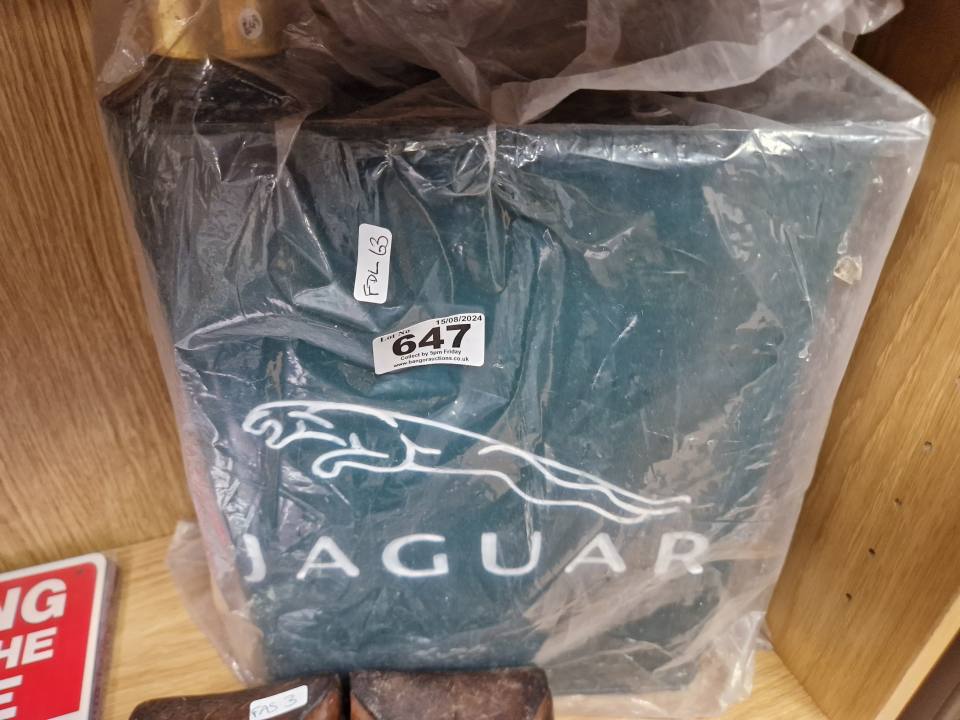 FDL 63
15/08/2024
Lot No
647
Collect by 5pm Friday
www.bangorauctions.co.uk
JAGUAR
NG
HE
E
FAS 3